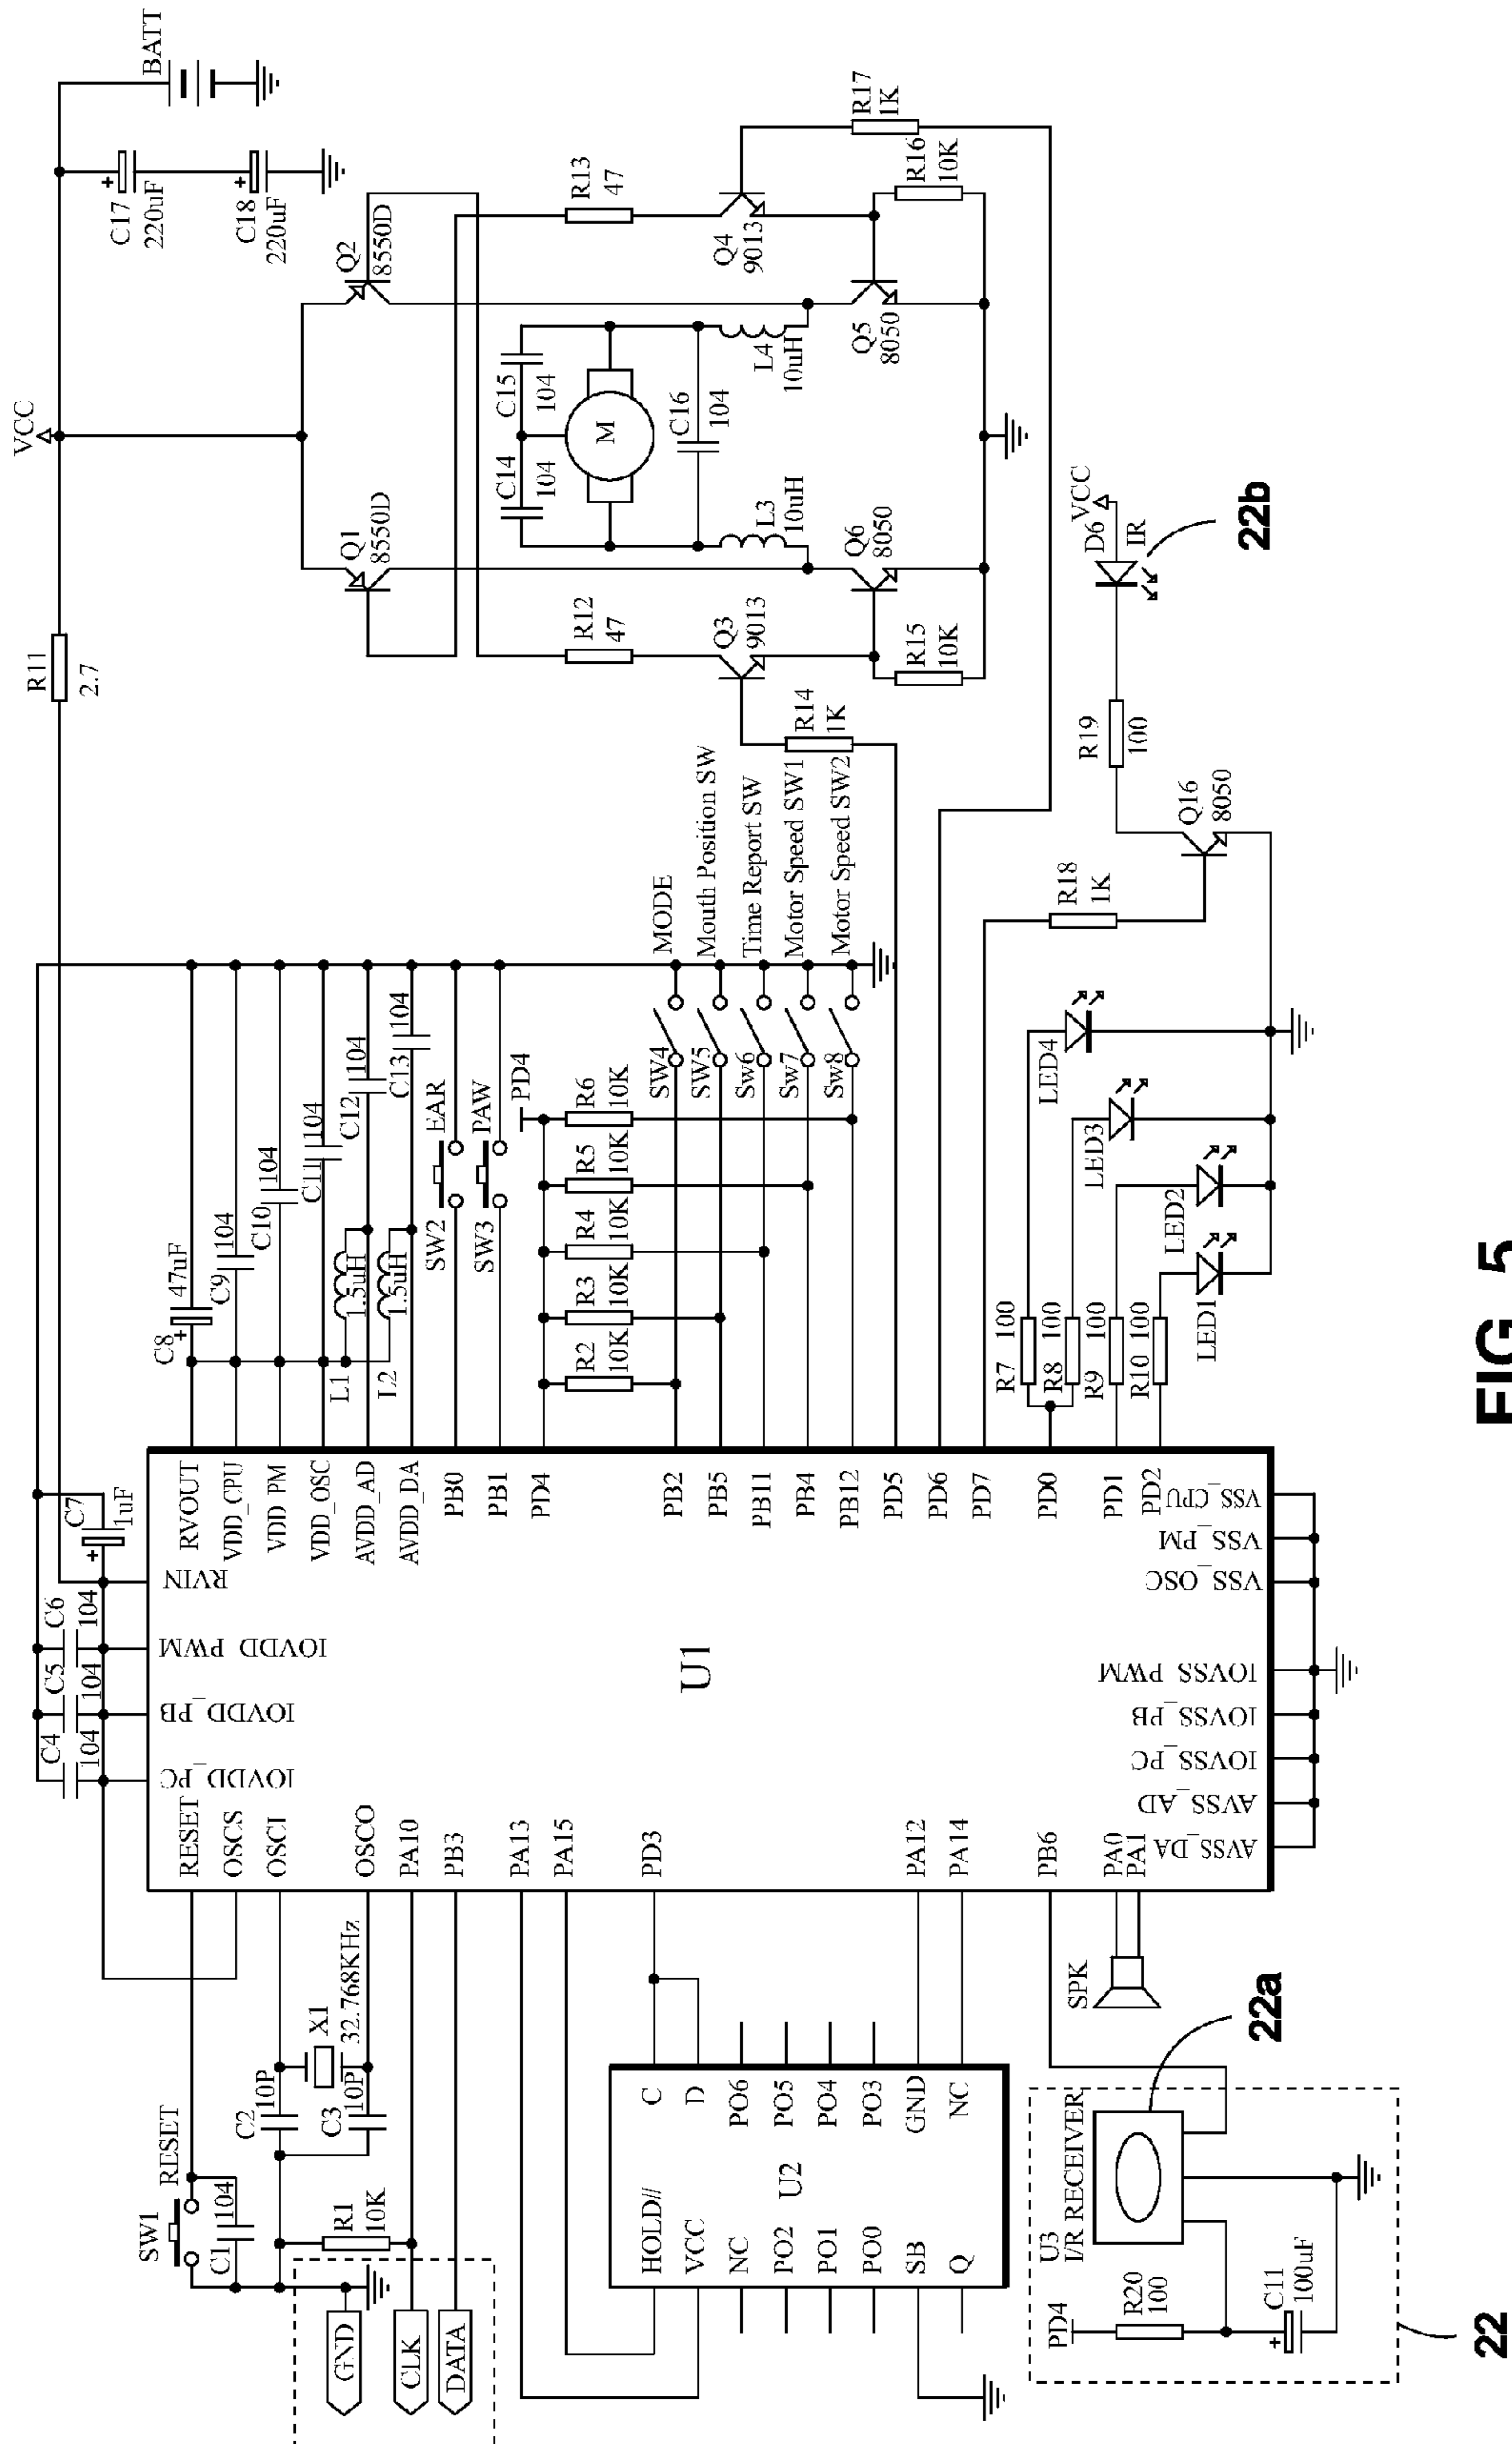 SW1
RESET
C1
104
C2
10P
X1
C3
10P
32.768KHz
R1
10K
GND
CLK
DATA
C4
104
C5
104
C6
104
C7
1uF
RESET
OSCS
OSCI
OSCO
PA10
PB3
PA13
PA15
PD3
PA12
PA14
PB6
PA0
PA1
IOVDD_PC
IOVDD_PB
IOVDD_PWM
RVIN
U1
RVOUT
VDD_CPU
VDD_PM
VDD_OSC
AVDD_AD
AVDD_DA
PB0
PB1
PD4
PB2
PB5
PB11
PB4
PB12
PD5
PD6
PD7
PD0
PD1
PD2
AVSS_DA
AVSS_AD
IOVSS_PC
IOVSS_PB
IOVSS_PWM
VSS_OSC
VSS_PM
VSS_CPU
HOLD//
VCC
NC
PO2
PO1
PO0
SB
Q
U2
C
D
PO6
PO5
PO4
PO3
GND
NC
SPK
PD4
R20
100
C11
100uF
U3
I/R RECEIVER
22a
22
C8
47uF
C9
104
C10
104
C11
104
C12
104
C13
104
L1
1.5uH
L2
1.5uH
SW2
EAR
SW3
PAW
PD4
R2
10K
R3
10K
R4
10K
R5
10K
R6
10K
SW4
MODE
SW5
Mouth Position SW
Sw6
Time Report SW
Sw7
Motor Speed SW1
Sw8
Motor Speed SW2
R7 100
R8 100
R9 100
R10 100
LED1
LED2
LED3
LED4
R18
1K
Q16
8050
R19
100
D6
IR
VCC
22b
R11
2.7
VCC
BATT
C17
220uF
C18
220uF
Q1
8550D
Q2
8550D
R12
47
R13
47
C14
104
C15
104
M
C16
104
L3
10uH
L4
10uH
Q3
9013
Q4
9013
Q6
8050
Q5
8050
R14
1K
R15
10K
R16
10K
R17
1K
FIG. 5